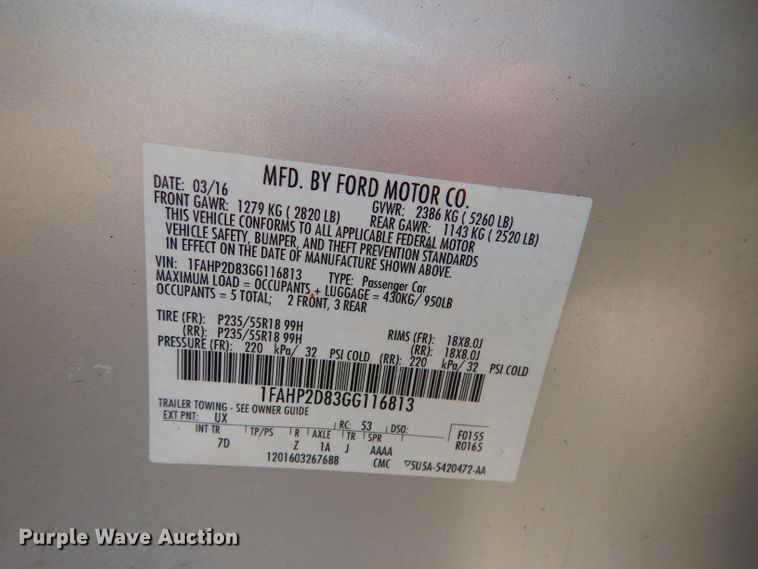 MFD. BY FORD MOTOR CO.
DATE: 03/16 GVWR: 2386 KG ( 5260 LB)
FRONT GAWR: 1279 KG ( 2820 LB) REAR GAWR: 1143 KG ( 2520 LB)
THIS VEHICLE CONFORMS TO ALL APPLICABLE FEDERAL MOTOR
VEHICLE SAFETY, BUMPER, AND THEFT PREVENTION STANDARDS
IN EFFECT ON THE DATE OF MANUFACTURE SHOWN ABOVE.
VIN: 1FAHP2D83GG116813 TYPE: Passenger Car
MAXIMUM LOAD = OCCUPANTS + LUGGAGE = 430KG/ 950LB
OCCUPANTS = 5 TOTAL; 2 FRONT, 3 REAR
TIRE (FR): P235/55R18 99H RIMS (FR): 18X8.0J
(RR): P235/55R18 99H (RR): 18X8.0J
PRESSURE (FR): 220 kPa/ 32 PSI COLD (RR): 220 kPa/ 32 PSI COLD
1FAHP2D83GG116813
TRAILER TOWING - SEE OWNER GUIDE
EXT PNT: UX RC: 53 DSO: F0155
INT TR TP/PS R AXLE TR SPR R0165
7D Z 1A J AAAA
1201603267688 CMC ▽5U5A-5420472-AA
Purple Wave Auction